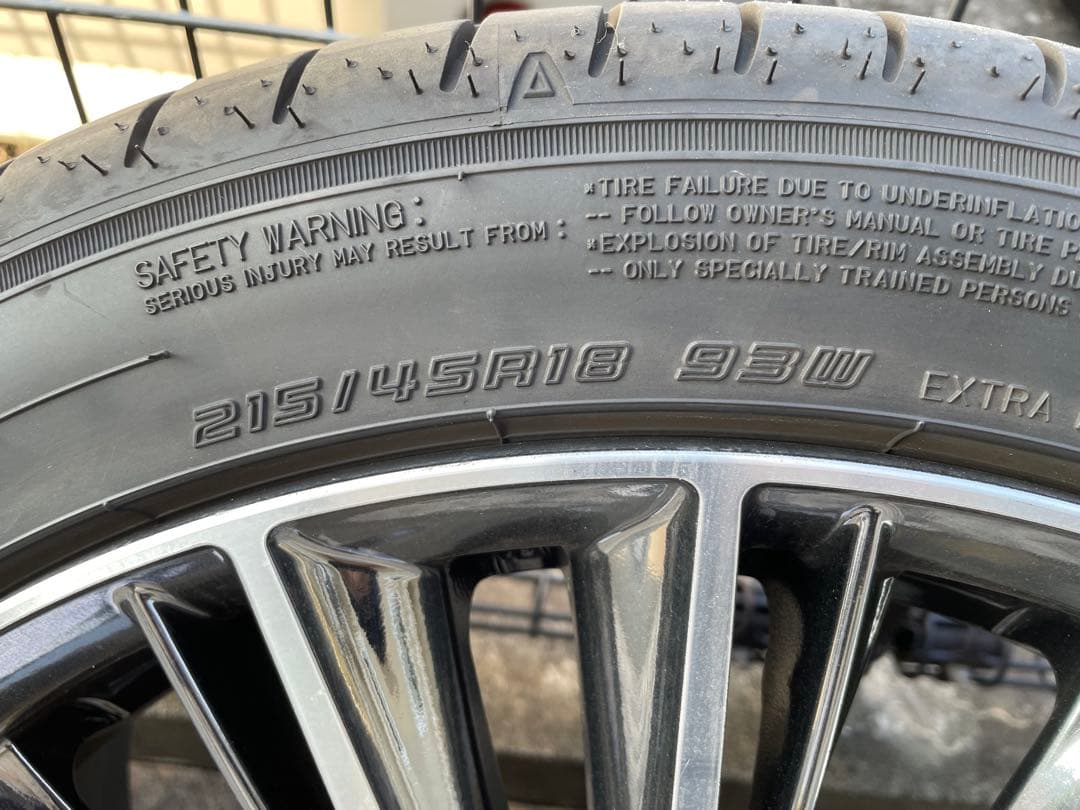 SAFETY WARNING:
SERIOUS INJURY MAY RESULT FROM:
*TIRE FAILURE DUE TO UNDERINFLATIO
-- FOLLOW OWNER'S MANUAL OR TIRE
*EXPLOSION OF TIRE/RIM ASSEMBLY
-- ONLY SPECIALLY TRAINED PERSONS
215/45R18 93W
EXTRA